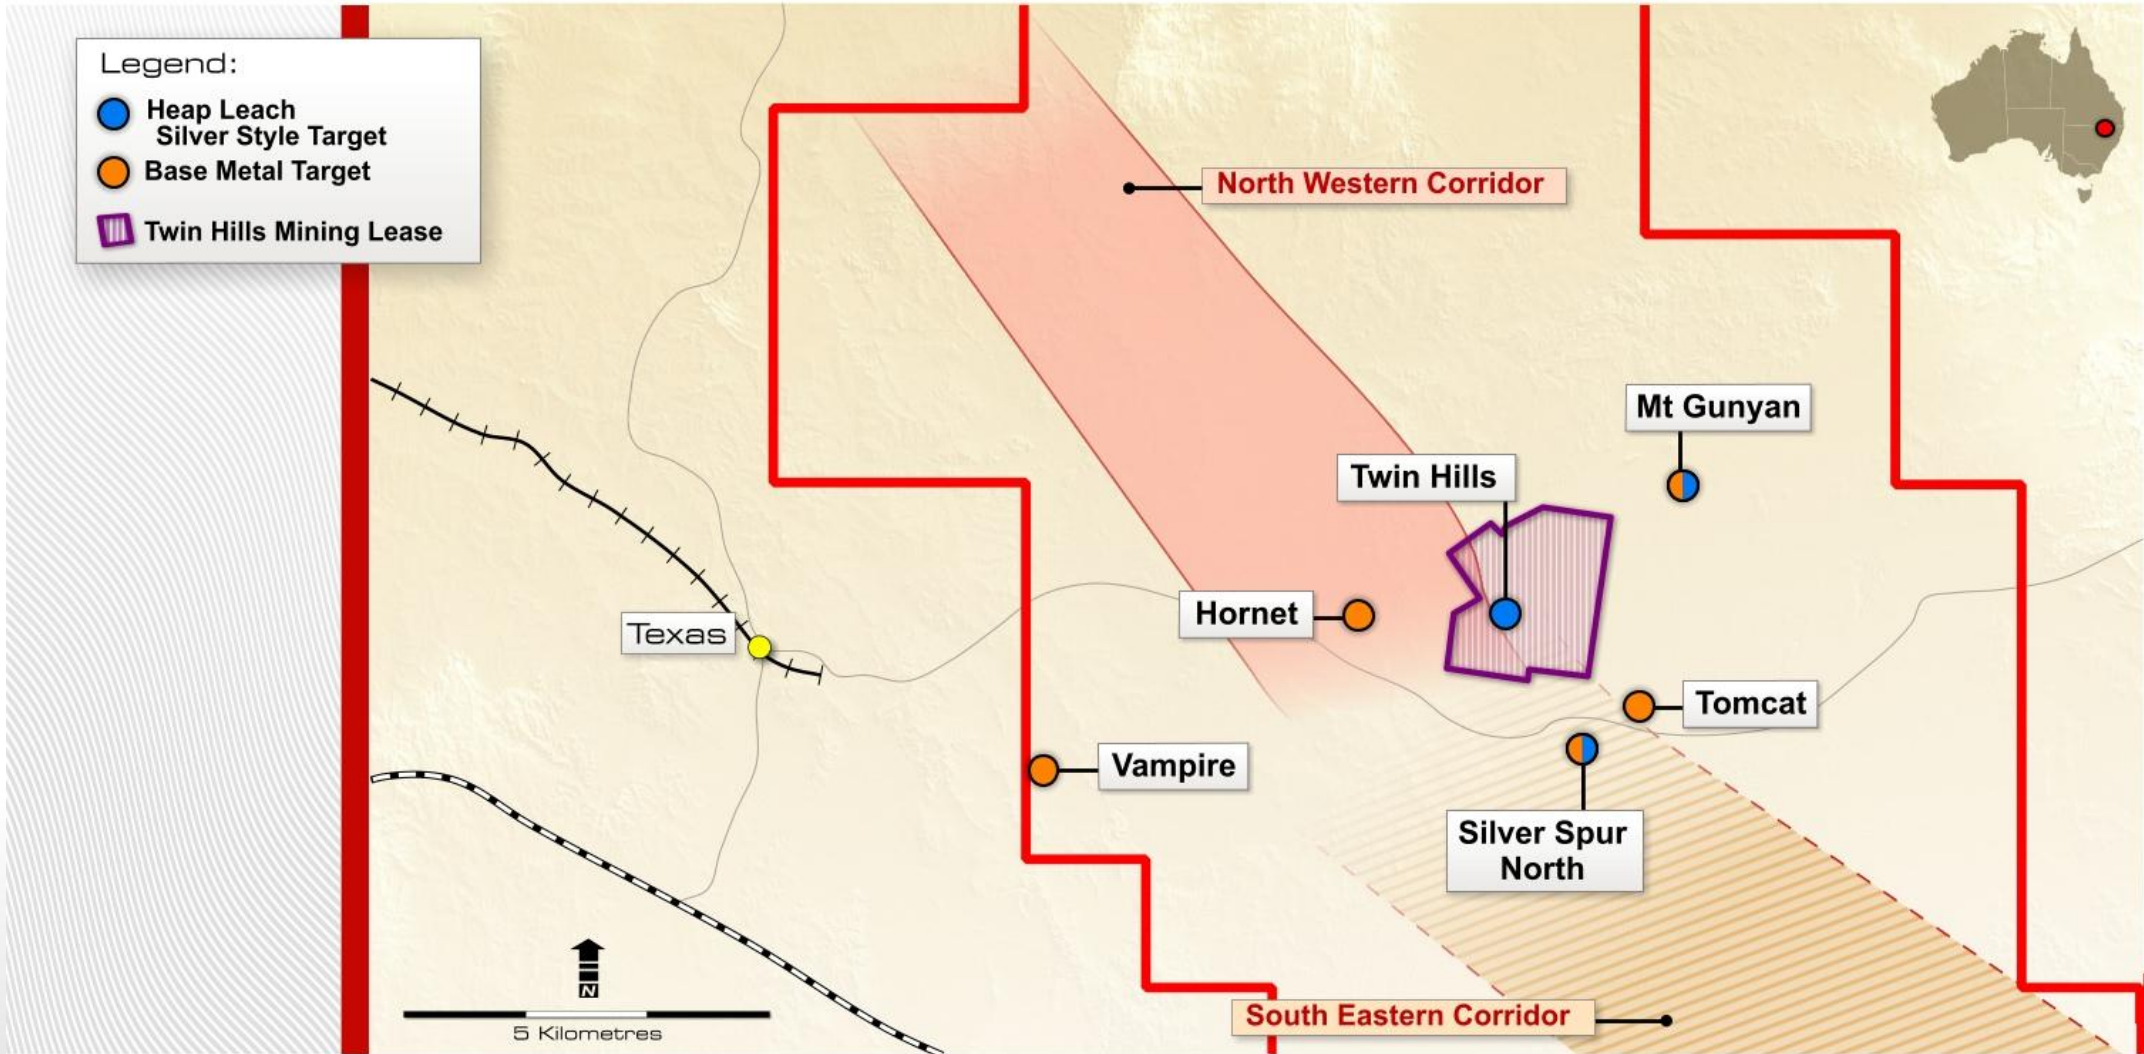 Legend:
Heap Leach
Silver Style Target
Base Metal Target
Twin Hills Mining Lease
North Western Corridor
Mt Gunyan
Twin Hills
Hornet
Texas
Tomcat
Vampire
Silver Spur
North
N
South Eastern Corridor
5 Kilometres